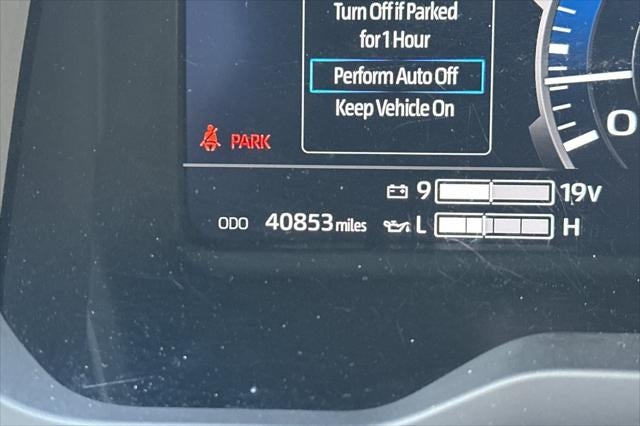 Turn Off if Parked
for 1 Hour
Perform Auto Off
Keep Vehicle On
PARK
9 19V
ODO 40853 miles L H
0